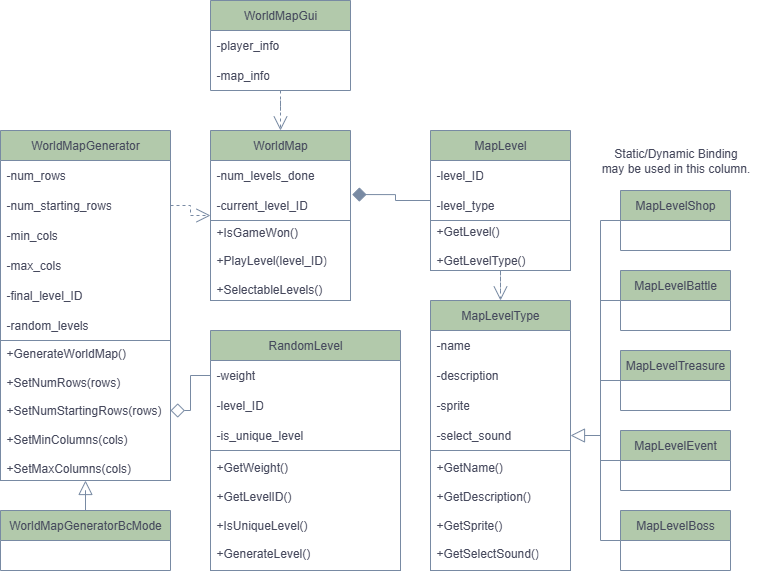 WorldMapGui
-player_info
-map_info
WorldMapGenerator
-num_rows
-num_starting_rows
-min_cols
-max_cols
-final_level_ID
-random_levels
+GenerateWorldMap()
+SetNumRows(rows)
+SetNumStartingRows(rows)
+SetMinColumns(cols)
+SetMaxColumns(cols)
WorldMapGeneratorBcMode
WorldMap
-num_levels_done
-current_level_ID
+IsGameWon()
+PlayLevel(level_ID)
+SelectableLevels()
RandomLevel
-weight
-level_ID
-is_unique_level
+GetWeight()
+GetLevelID()
+IsUniqueLevel()
+GenerateLevel()
MapLevel
-level_ID
-level_type
+GetLevel()
+GetLevelType()
MapLevelType
-name
-description
-sprite
-select_sound
+GetName()
+GetDescription()
+GetSprite()
+GetSelectSound()
Static/Dynamic Binding
may be used in this column.
MapLevelShop
MapLevelBattle
MapLevelTreasure
MapLevelEvent
MapLevelBoss